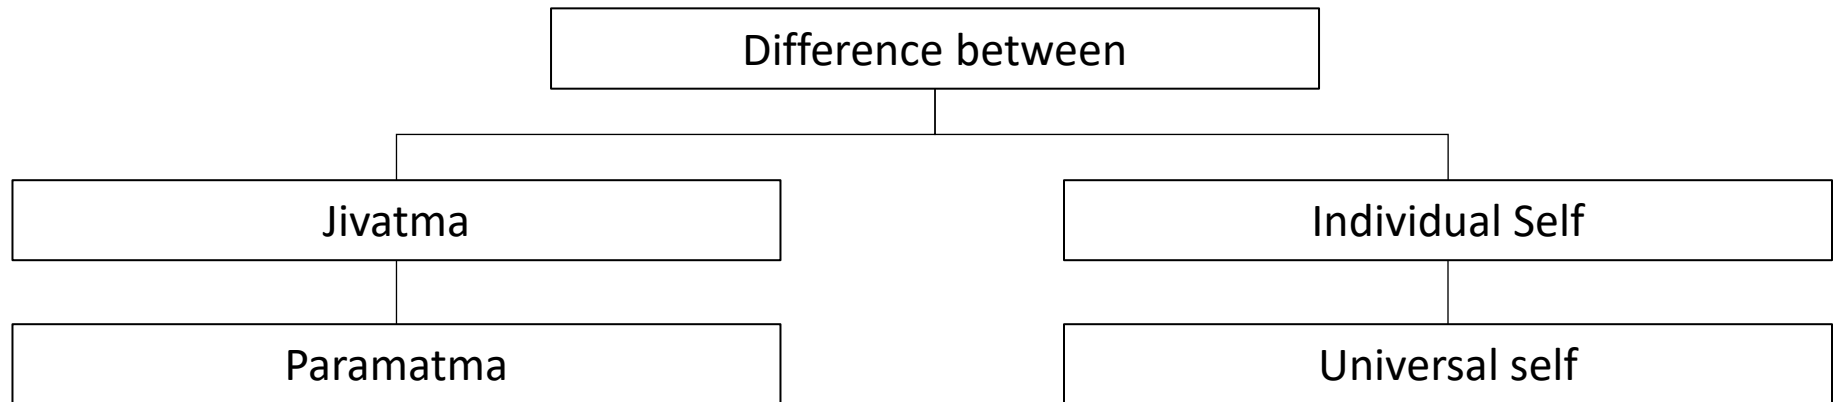 Difference between
Jivatma
Individual Self
Paramatma
Universal self